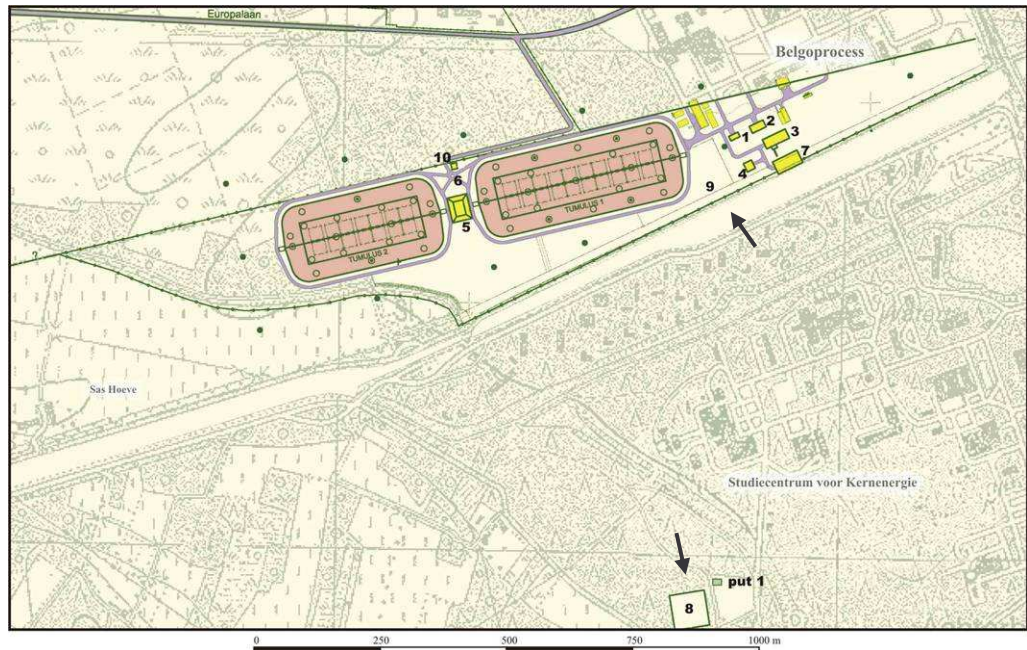 Europalaan
Belgoprocess
2
1
3
10
4
7
6
9
5
TUMULUS 1
TUMULUS 2
?
Sas Hoeve
Studiecentrum voor Kernenergie
put 1
8
0 250 500 750 1000 m